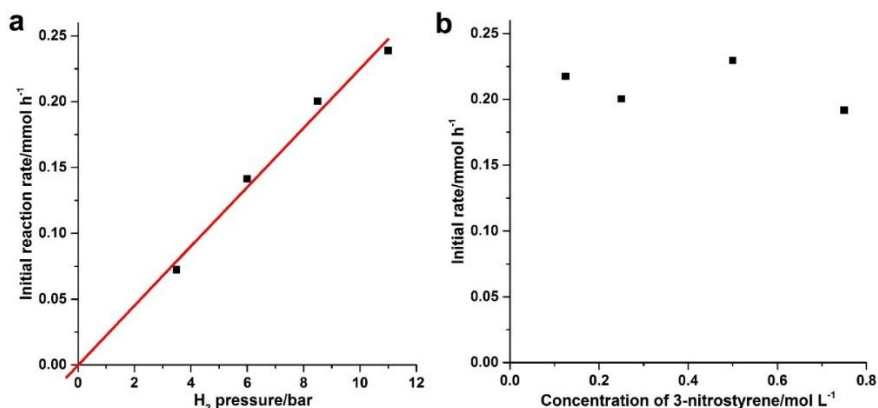 a
Initial reaction rate/mmol h⁻¹
0.25
0.20
0.15
0.10
0.05
0.00
0 2 4 6 8 10 12
H₂ pressure/bar
b
Initial rate/mmol h⁻¹
0.25
0.20
0.15
0.10
0.05
0.00
0.0 0.2 0.4 0.6 0.8
Concentration of 3-nitrostyrene/mol L⁻¹